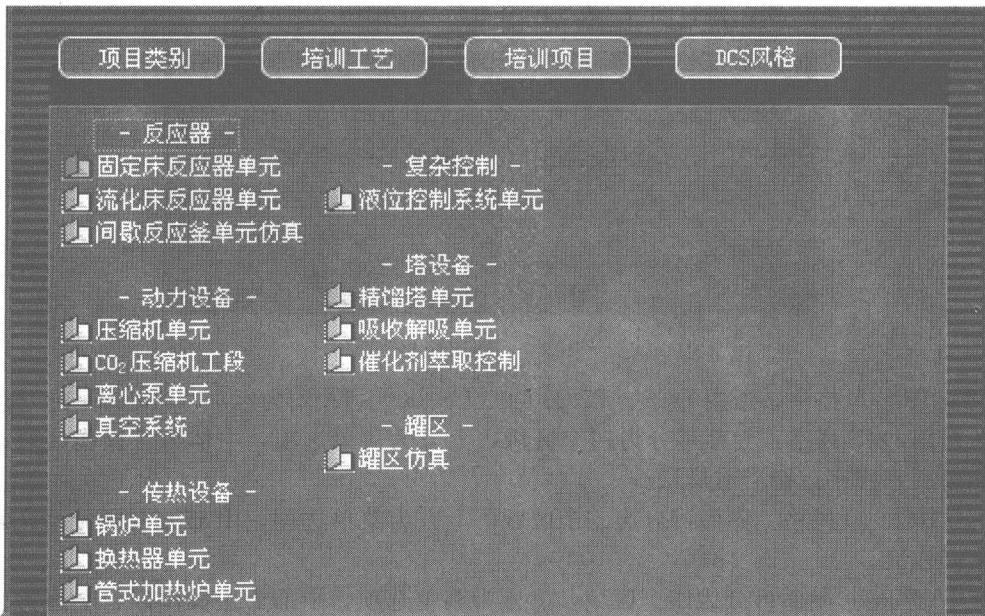 项目类别
培训工艺
培训项目
DCS风格
- 反应器 -
固定床反应器单元
流化床反应器单元
间歇反应釜单元仿真
- 动力设备 -
压缩机单元
CO₂压缩机工段
离心泵单元
真空系统
- 传热设备 -
锅炉单元
换热器单元
管式加热炉单元
- 复杂控制 -
液位控制系统单元
- 塔设备 -
精馏塔单元
吸收解吸单元
催化剂萃取控制
- 罐区 -
罐区仿真